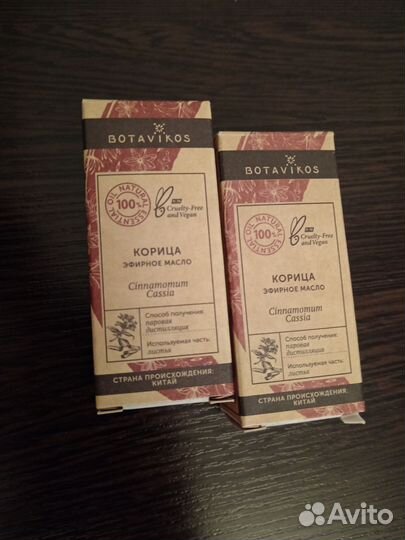 BOTAVIKOS
100%
NATURAL ESSENTIAL OIL
Cruelty-Free
and Vegan
КОРИЦА
ЭФИРНОЕ МАСЛО
Cinnamomum
Cassia
Способ получения:
паровая
дистилляция
Используемая часть:
листья
СТРАНА ПРОИСХОЖДЕНИЯ:
КИТАЙ
BOTAVIKOS
100%
NATURAL ESSENTIAL OIL
Cruelty-Free
and Vegan
КОРИЦА
ЭФИРНОЕ МАСЛО
Cinnamomum
Cassia
Способ получения:
паровая
дистилляция
Используемая часть:
листья
СТРАНА ПРОИСХОЖДЕНИЯ:
КИТАЙ
Avito